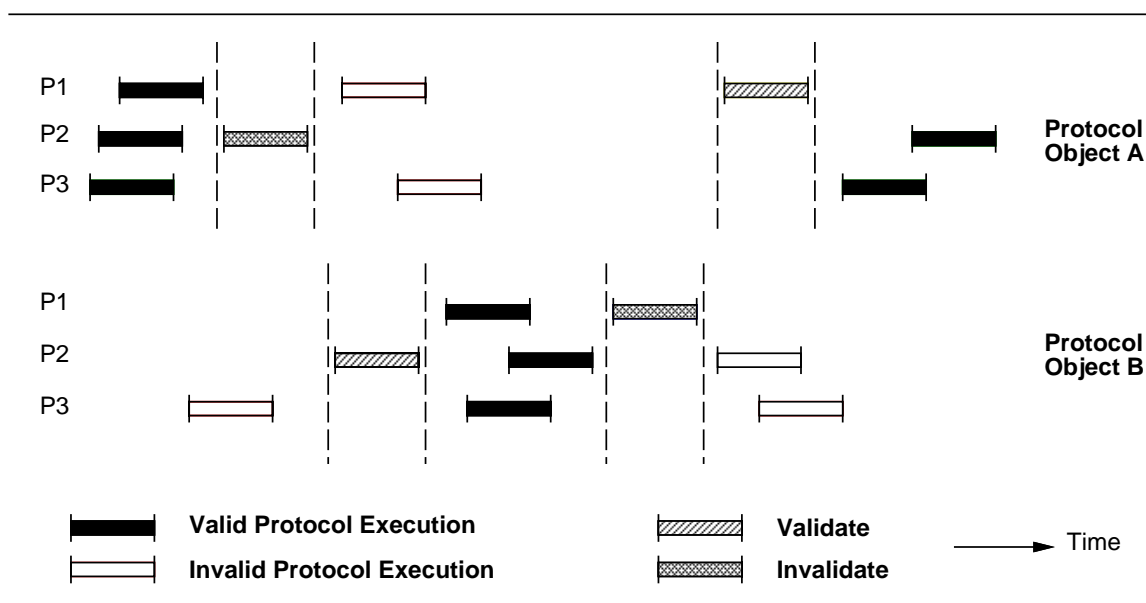 P1
P2
P3
Protocol
Object A
P1
P2
P3
Protocol
Object B
Valid Protocol Execution
Invalid Protocol Execution
Validate
Invalidate
Time